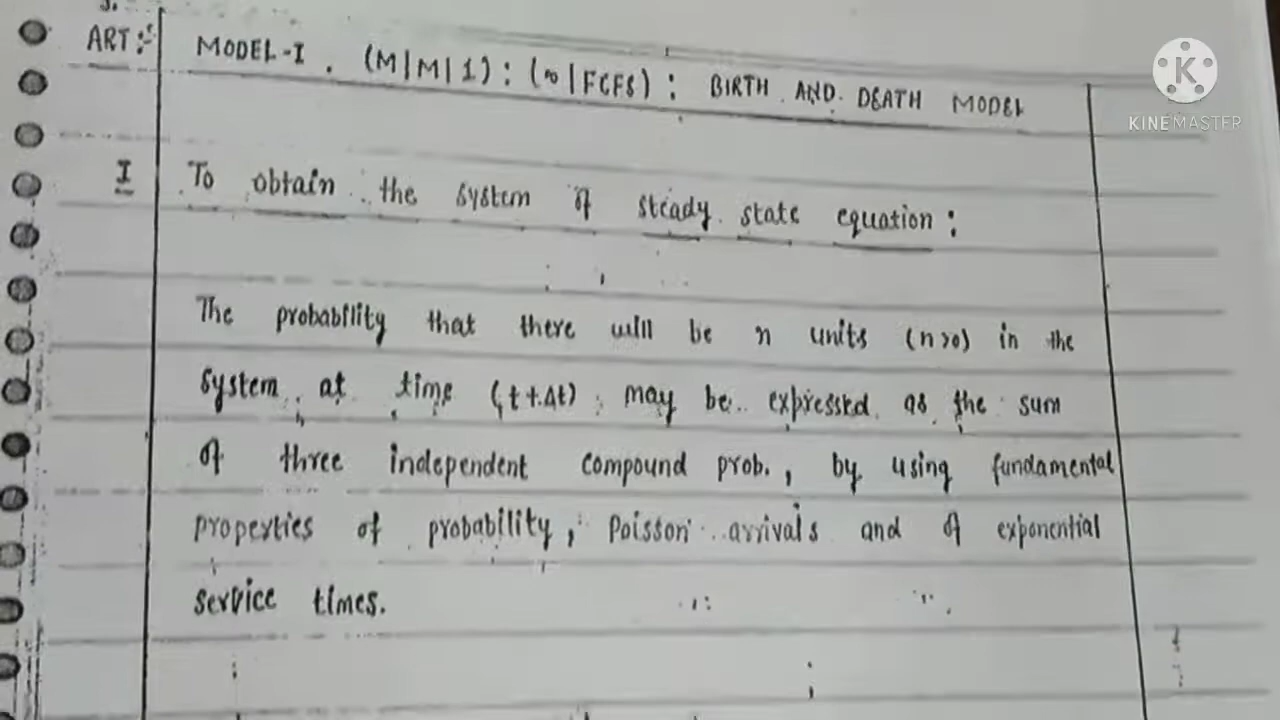 ART :-
MODEL-I . (M|M|1) : (∞|FCFS) : BIRTH AND DEATH MODEL
K
KINEMASTER
I To obtain the system of steady state equation :
The probability that there will be n units (n>0) in the
system at time (t+Δt) may be expressed as the sum
of three independent compound prob., by using fundamental
properties of probability, Poisson arrivals and of exponential
service times.